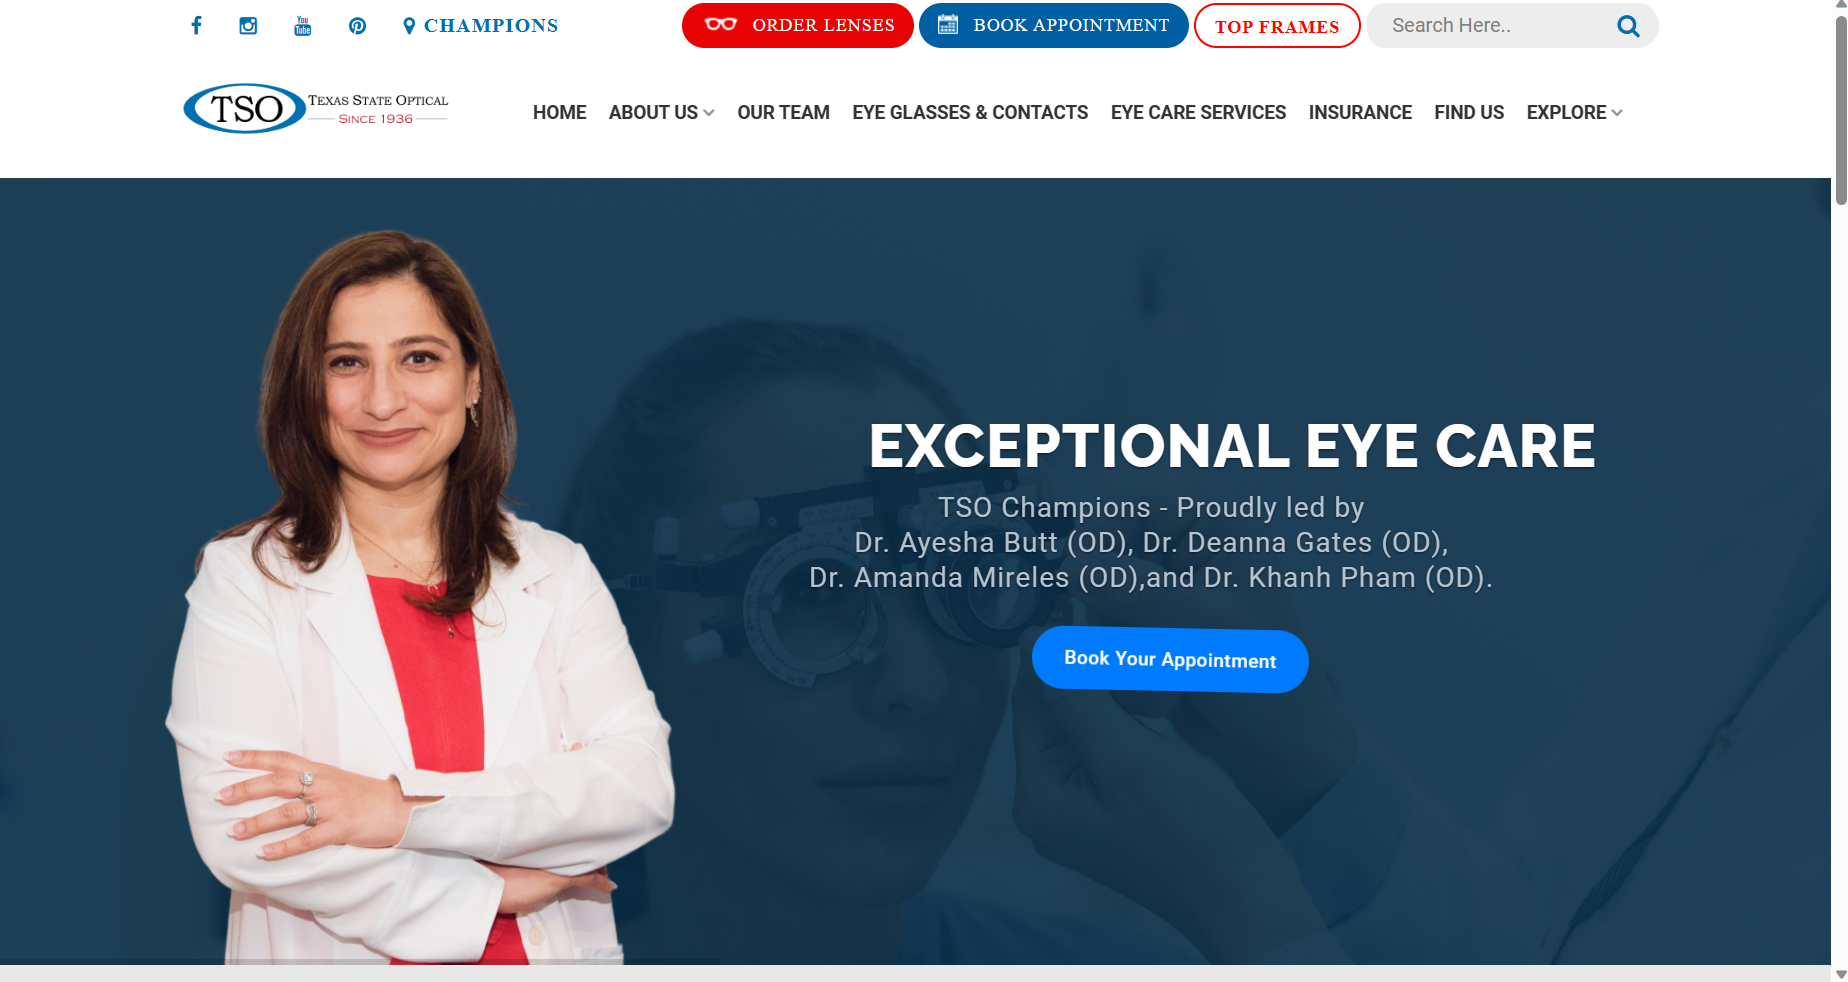 CHAMPIONS
ORDER LENSES
BOOK APPOINTMENT
TOP FRAMES
Search Here..
TSO TEXAS STATE OPTICAL
SINCE 1936
HOME ABOUT US OUR TEAM EYE GLASSES & CONTACTS EYE CARE SERVICES INSURANCE FIND US EXPLORE
EXCEPTIONAL EYE CARE
TSO Champions - Proudly led by
Dr. Ayesha Butt (OD), Dr. Deanna Gates (OD),
Dr. Amanda Mireles (OD),and Dr. Khanh Pham (OD).
Book Your Appointment